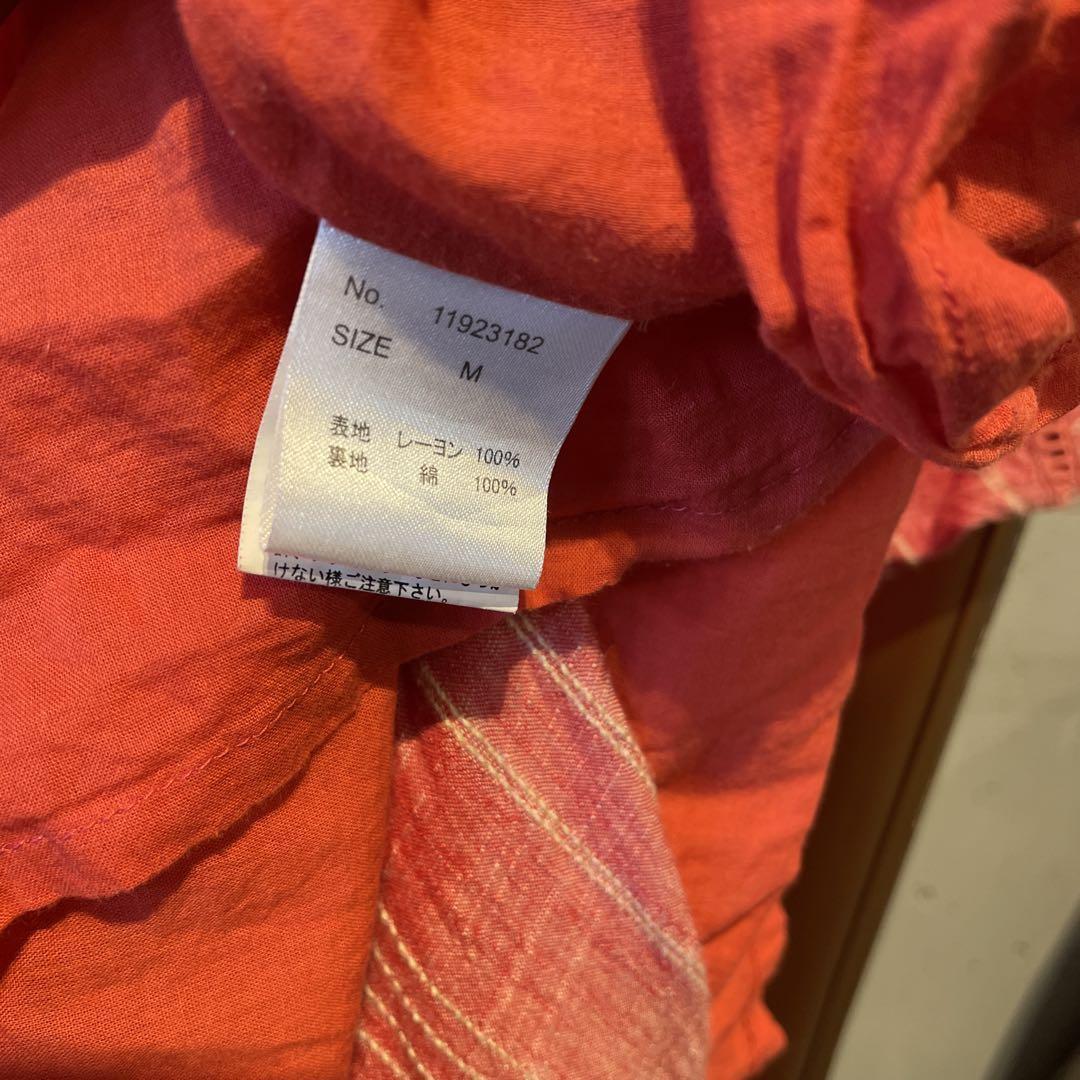 No. 11923182
SIZE M
表地 レーヨン 100%
裏地 綿 100%
けない様ご注意下さい。